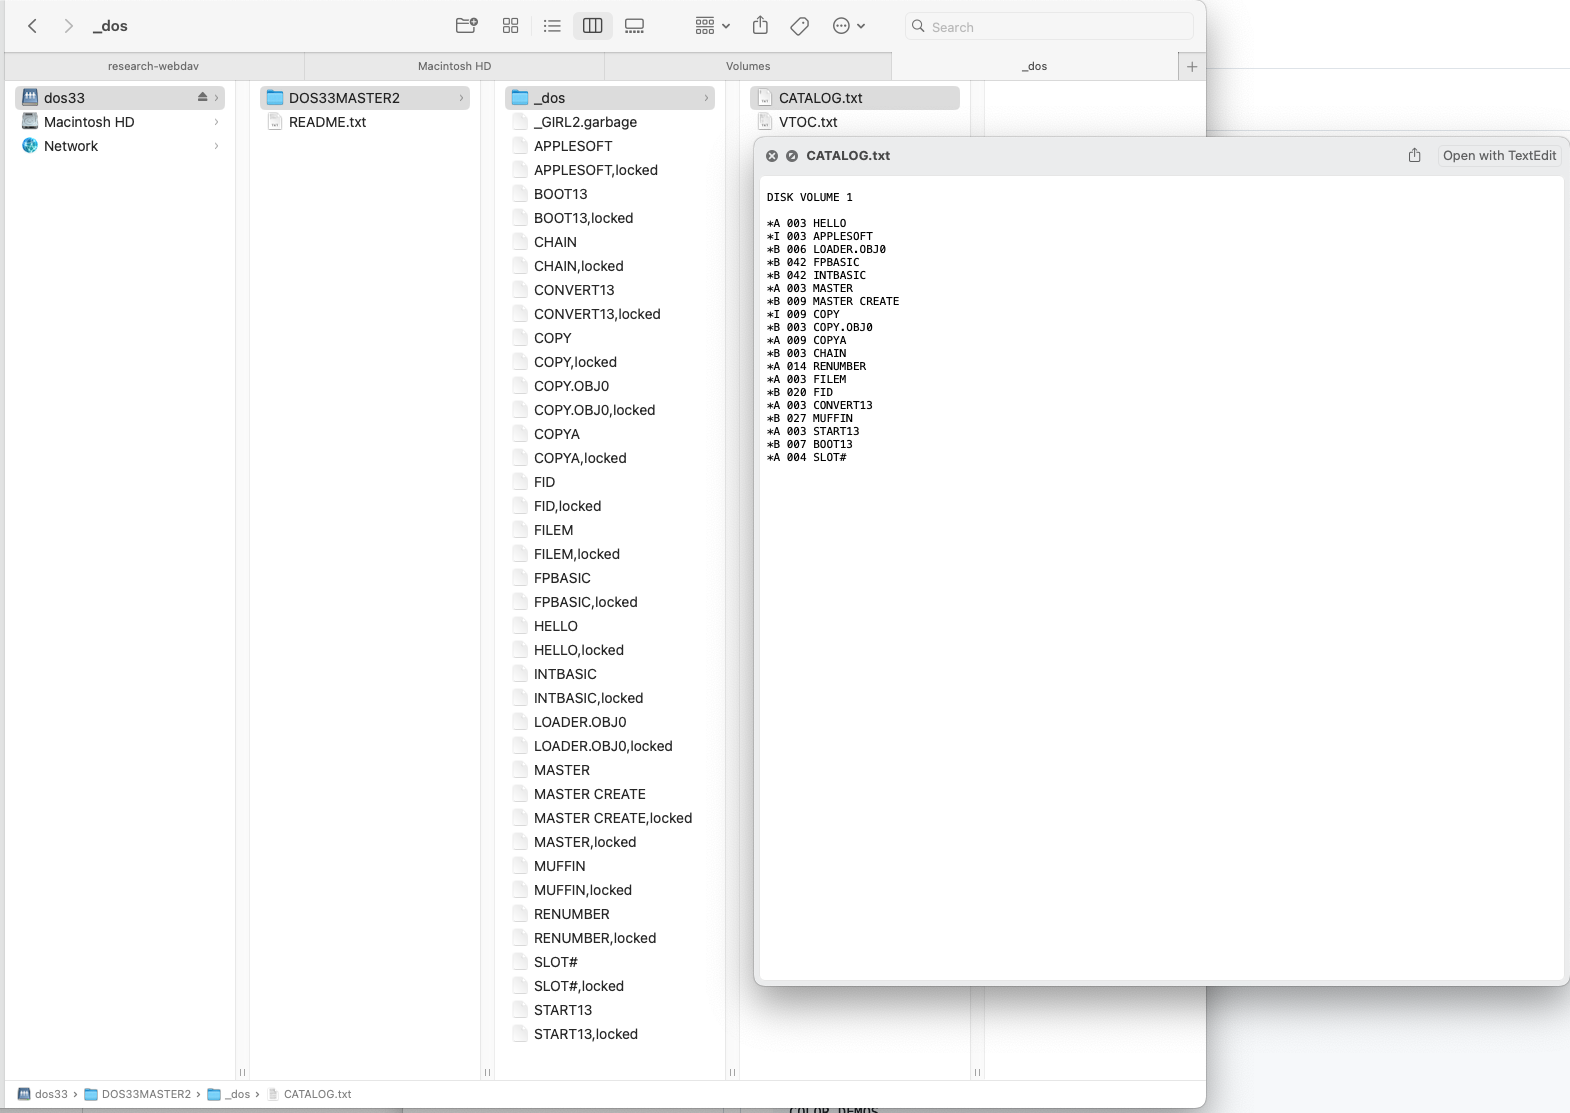 _dos
Search
research-webdav
Macintosh HD
Volumes
_dos
dos33
Macintosh HD
Network
DOS33MASTER2
README.txt
_dos
_GIRL2.garbage
APPLESOFT
APPLESOFT,locked
BOOT13
BOOT13,locked
CHAIN
CHAIN,locked
CONVERT13
CONVERT13,locked
COPY
COPY,locked
COPY.OBJ0
COPY.OBJ0,locked
COPYA
COPYA,locked
FID
FID,locked
FILEM
FILEM,locked
FPBASIC
FPBASIC,locked
HELLO
HELLO,locked
INTBASIC
INTBASIC,locked
LOADER.OBJ0
LOADER.OBJ0,locked
MASTER
MASTER CREATE
MASTER CREATE,locked
MASTER,locked
MUFFIN
MUFFIN,locked
RENUMBER
RENUMBER,locked
SLOT#
SLOT#,locked
START13
START13,locked
CATALOG.txt
VTOC.txt
CATALOG.txt
Open with TextEdit
DISK VOLUME 1
*A 003 HELLO
*I 003 APPLESOFT
*B 006 LOADER.OBJ0
*B 042 FPBASIC
*B 042 INTBASIC
*A 003 MASTER
*B 009 MASTER CREATE
*I 009 COPY
*B 003 COPY.OBJ0
*A 009 COPYA
*B 003 CHAIN
*A 014 RENUMBER
*A 003 FILEM
*B 020 FID
*A 003 CONVERT13
*B 027 MUFFIN
*A 003 START13
*B 007 BOOT13
*A 004 SLOT#
dos33 › DOS33MASTER2 › _dos › CATALOG.txt
COLOR DEMOS